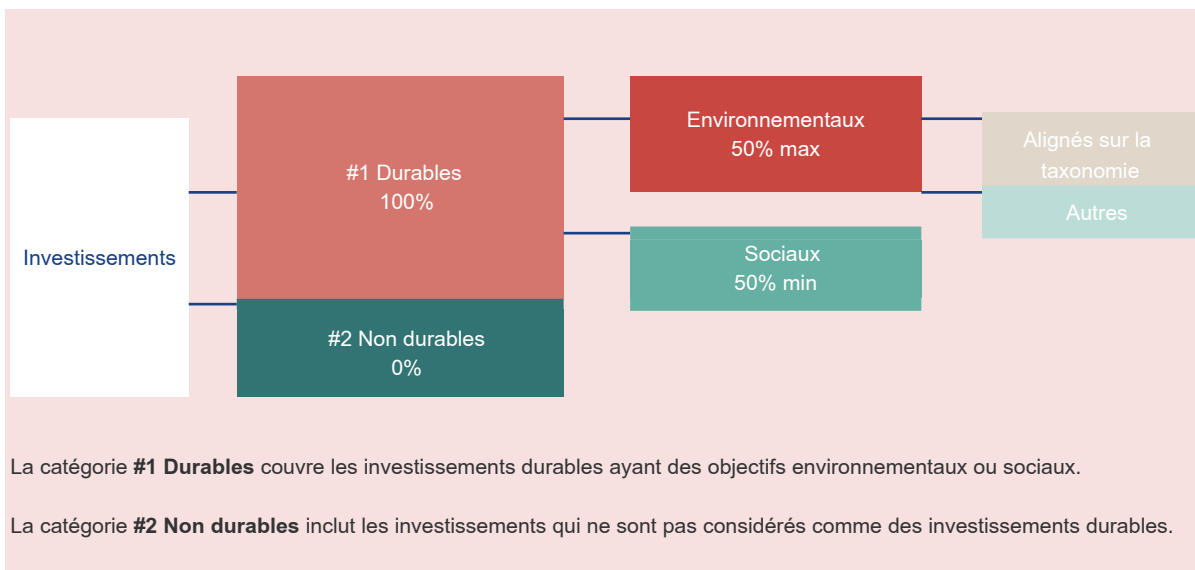 Investissements
#1 Durables
100%
#2 Non durables
0%
Environnementaux
50% max
Sociaux
50% min
Alignés sur la
taxonomie
Autres
La catégorie #1 Durables couvre les investissements durables ayant des objectifs environnementaux ou sociaux.
La catégorie #2 Non durables inclut les investissements qui ne sont pas considérés comme des investissements durables.